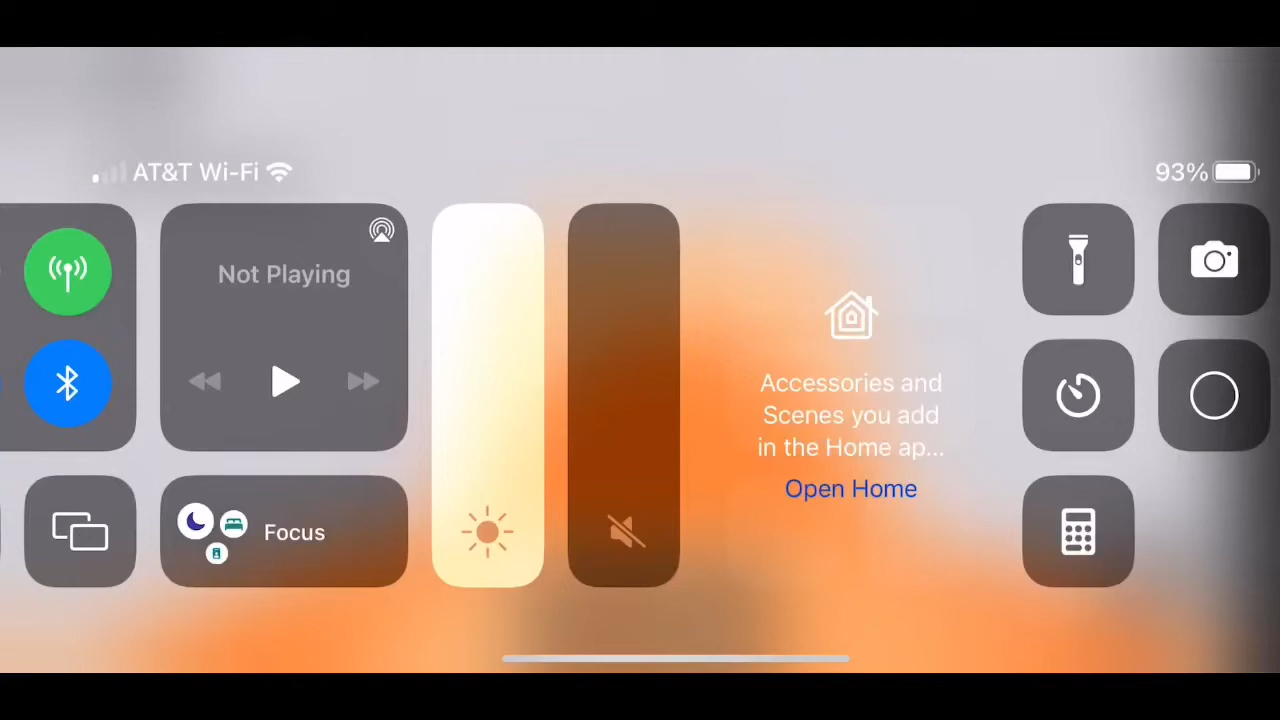 AT&T Wi-Fi
93%
Not Playing
Accessories and
Scenes you add
in the Home ap...
Open Home
Focus